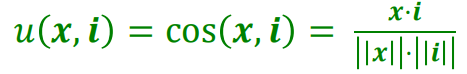 u(x, i) = cos(x, i) = x·i / ||x||·||i||